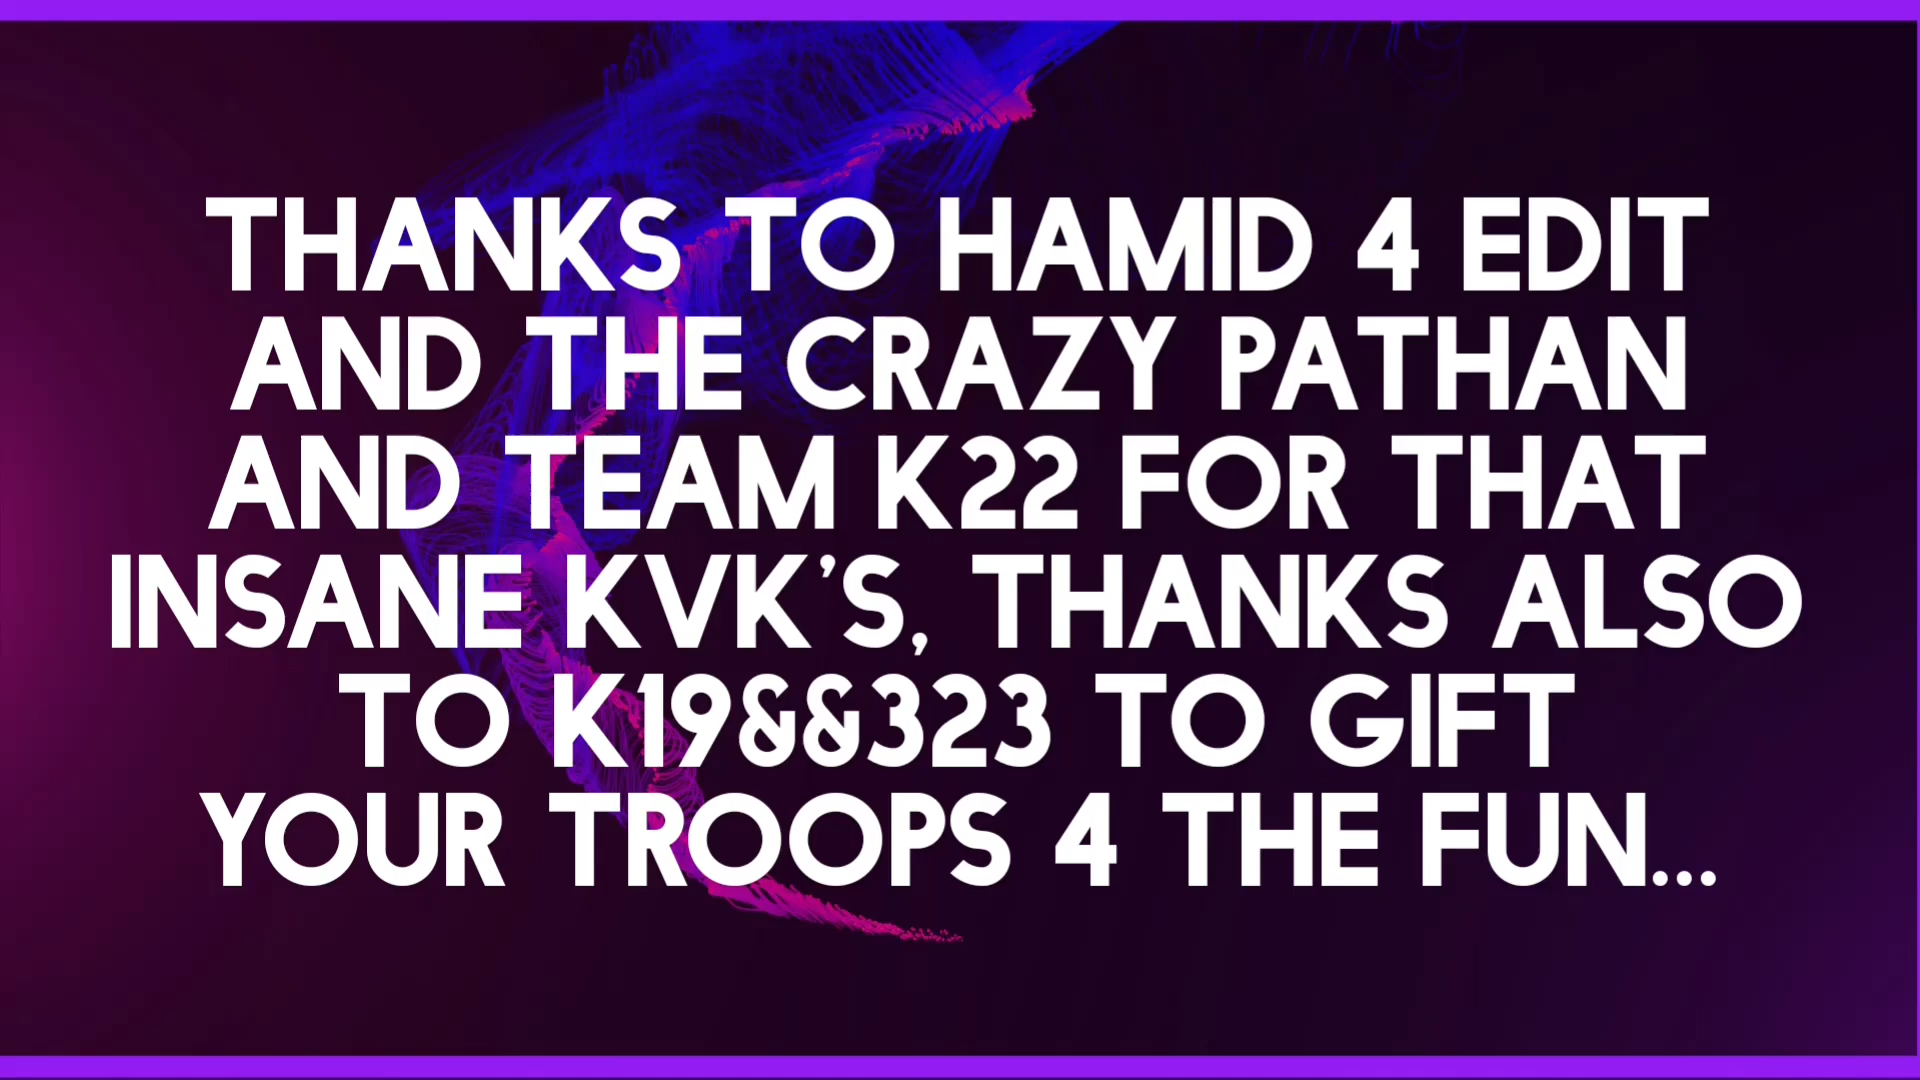 THANKS TO HAMID 4 EDIT
AND THE CRAZY PATHAN
AND TEAM K22 FOR THAT
INSANE KVK'S, THANKS ALSO
TO K19&&323 TO GIFT
YOUR TROOPS 4 THE FUN...